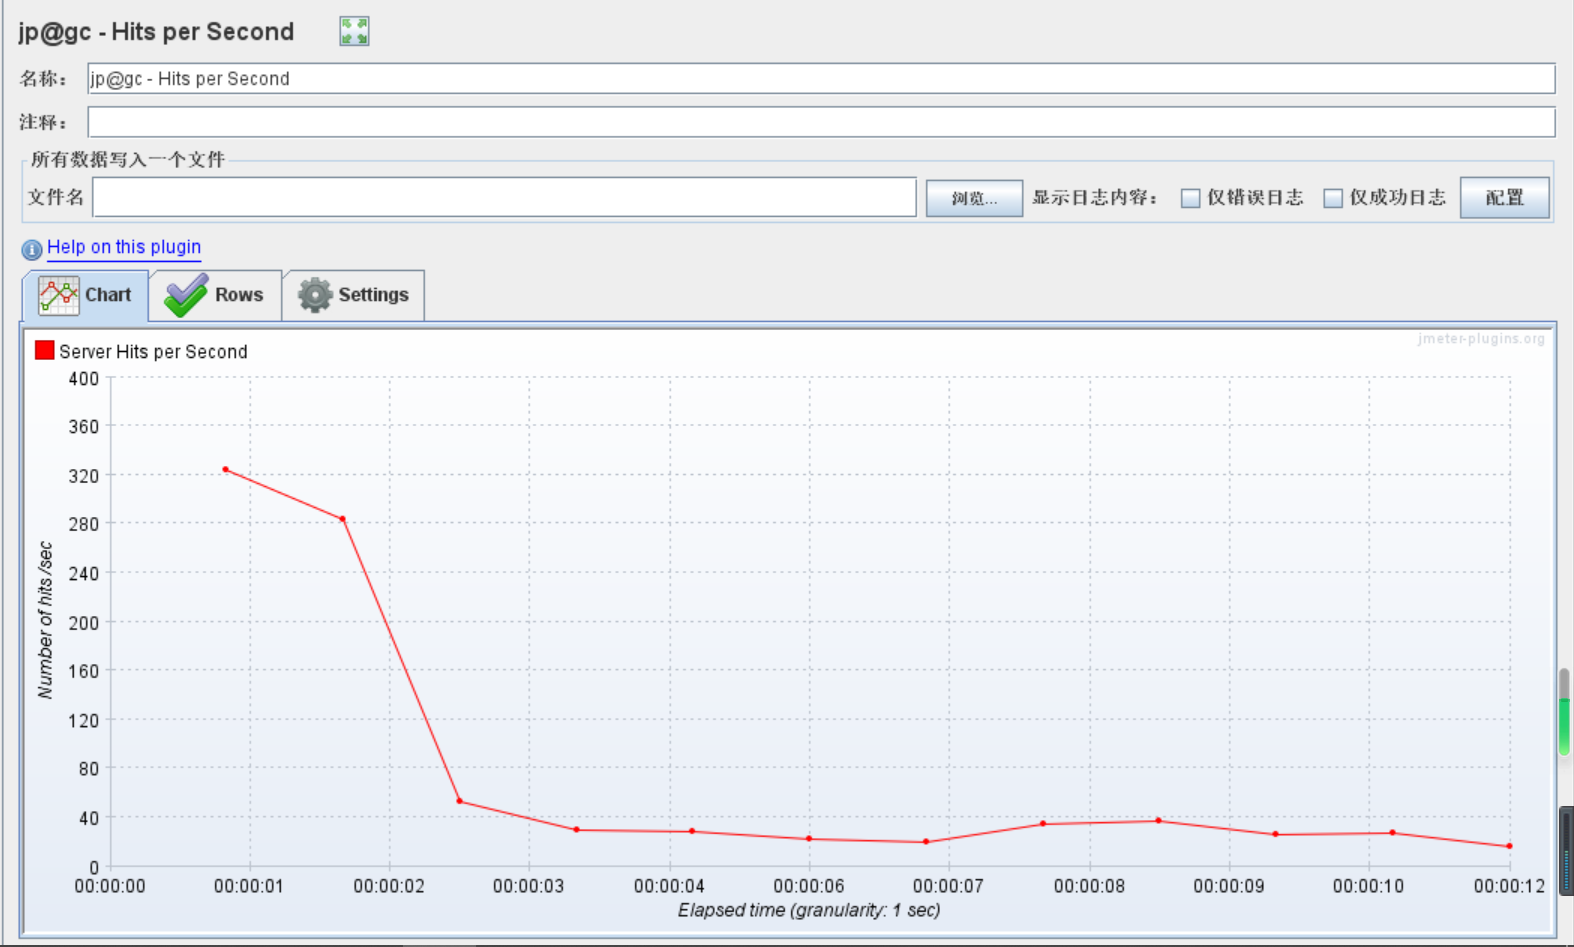 jp@gc - Hits per Second
名称： jp@gc - Hits per Second
注释：
所有数据写入一个文件
文件名 浏览... 显示日志内容： 仅错误日志 仅成功日志 配置
Help on this plugin
Chart Rows Settings
jmeter-plugins.org
Server Hits per Second
400
360
320
280
240
200
160
120
80
40
0
Number of hits /sec
00:00:00 00:00:01 00:00:02 00:00:03 00:00:04 00:00:06 00:00:07 00:00:08 00:00:09 00:00:10 00:00:12
Elapsed time (granularity: 1 sec)